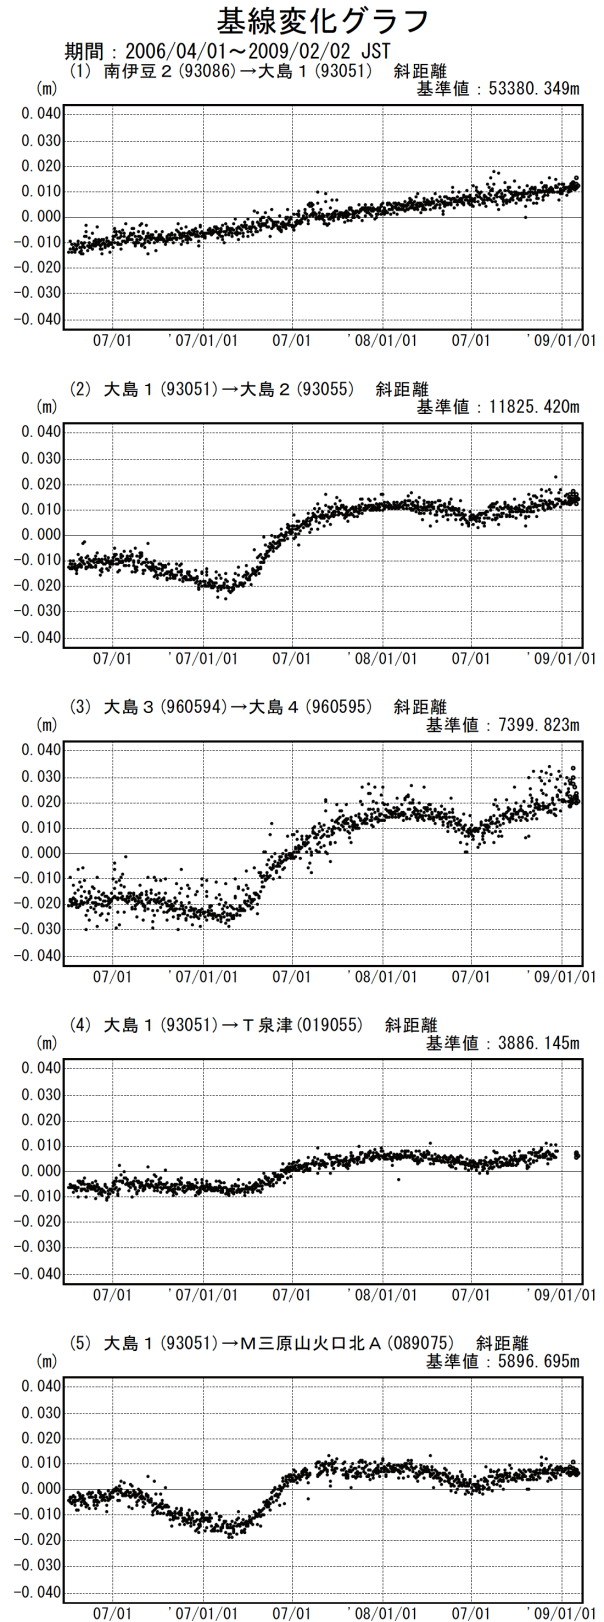 基線変化グラフ
期間：2006/04/01～2009/02/02 JST
(1) 南伊豆２(93086)→大島１(93051)　斜距離
(m) 基準値：53380.349m
0.040
0.030
0.020
0.010
0.000
-0.010
-0.020
-0.030
-0.040
07/01 '07/01/01 07/01 '08/01/01 07/01 '09/01/01
(2) 大島１(93051)→大島２(93055)　斜距離
(m) 基準値：11825.420m
0.040
0.030
0.020
0.010
0.000
-0.010
-0.020
-0.030
-0.040
07/01 '07/01/01 07/01 '08/01/01 07/01 '09/01/01
(3) 大島３(960594)→大島４(960595)　斜距離
(m) 基準値：7399.823m
0.040
0.030
0.020
0.010
0.000
-0.010
-0.020
-0.030
-0.040
07/01 '07/01/01 07/01 '08/01/01 07/01 '09/01/01
(4) 大島１(93051)→Ｔ泉津(019055)　斜距離
(m) 基準値：3886.145m
0.040
0.030
0.020
0.010
0.000
-0.010
-0.020
-0.030
-0.040
07/01 '07/01/01 07/01 '08/01/01 07/01 '09/01/01
(5) 大島１(93051)→Ｍ三原山火口北Ａ(089075)　斜距離
(m) 基準値：5896.695m
0.040
0.030
0.020
0.010
0.000
-0.010
-0.020
-0.030
-0.040
07/01 '07/01/01 07/01 '08/01/01 07/01 '09/01/01